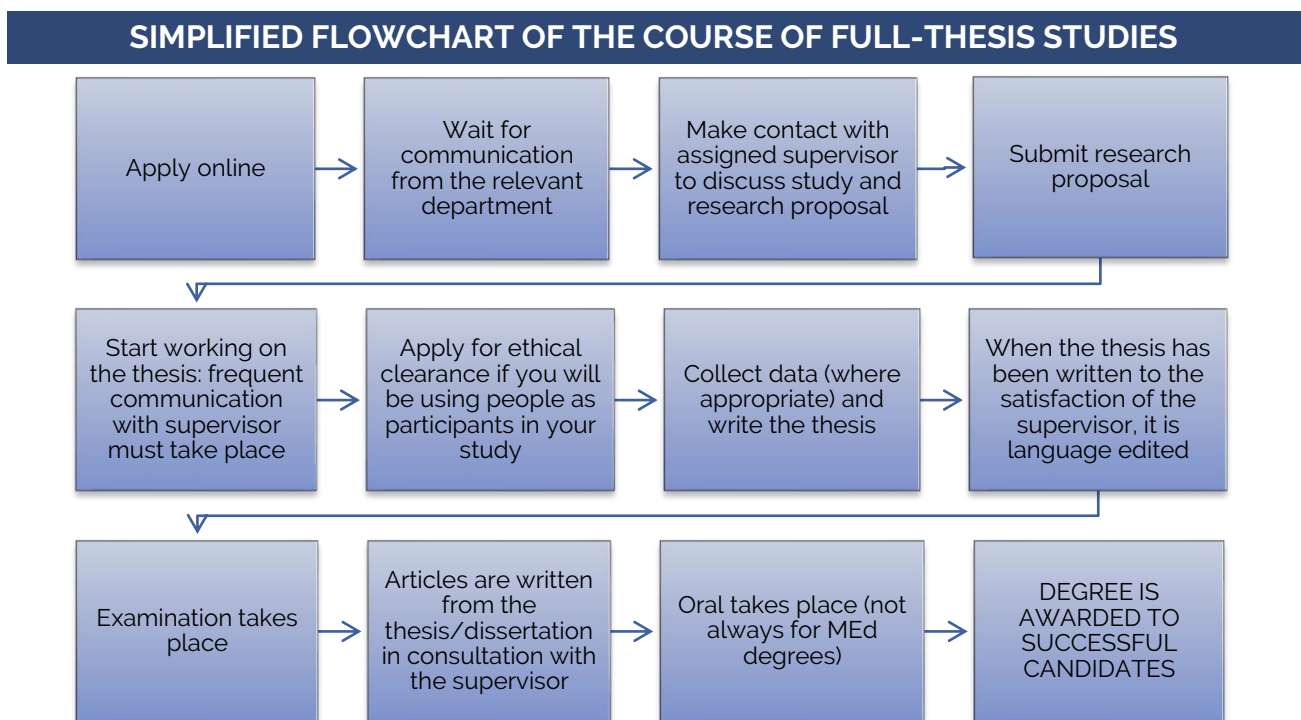 SIMPLIFIED FLOWCHART OF THE COURSE OF FULL-THESIS STUDIES
Apply online
Wait for
communication
from the relevant
department
Make contact with
assigned supervisor
to discuss study and
research proposal
Submit research
proposal
Start working on
the thesis: frequent
communication
with supervisor
must take place
Apply for ethical
clearance if you will
be using people as
participants in your
study
Collect data (where
appropriate) and
write the thesis
When the thesis has
been written to the
satisfaction of the
supervisor, it is
language edited
Examination takes
place
Articles are written
from the
thesis/dissertation
in consultation with
the supervisor
Oral takes place (not
always for MEd
degrees)
DEGREE IS
AWARDED TO
SUCCESSFUL
CANDIDATES